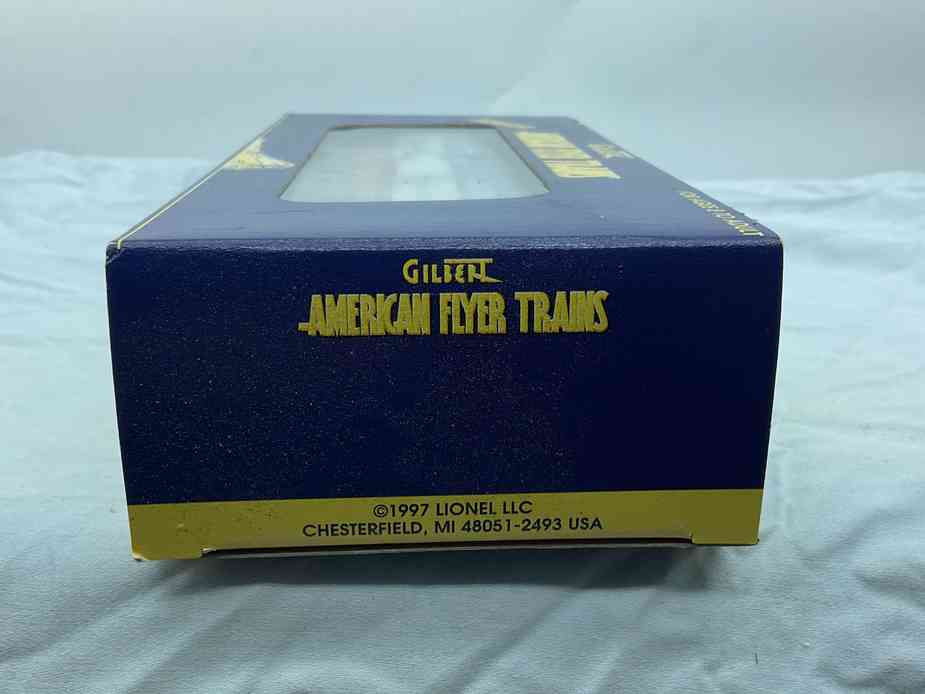 GILBERT
AMERICAN FLYER TRAINS
©1997 LIONEL LLC
CHESTERFIELD, MI 48051-2493 USA